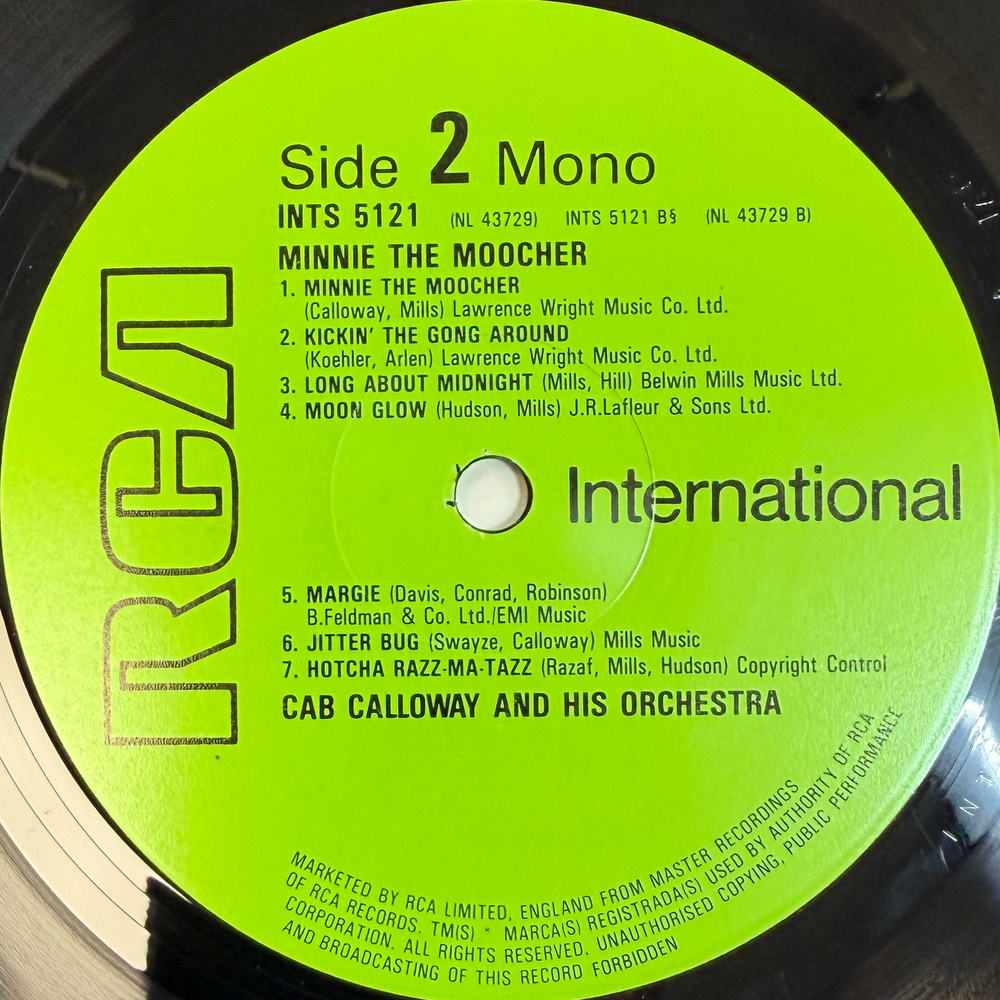 Side 2 Mono
INTS 5121 (NL 43729) INTS 5121 B§ (NL 43729 B)
MINNIE THE MOOCHER
1. MINNIE THE MOOCHER
(Calloway, Mills) Lawrence Wright Music Co. Ltd.
2. KICKIN' THE GONG AROUND
(Koehler, Arlen) Lawrence Wright Music Co. Ltd.
3. LONG ABOUT MIDNIGHT (Mills, Hill) Belwin Mills Music Ltd.
4. MOON GLOW (Hudson, Mills) J.R.Lafleur & Sons Ltd.
RCA
International
5. MARGIE (Davis, Conrad, Robinson)
B.Feldman & Co. Ltd./EMI Music
6. JITTER BUG (Swayze, Calloway) Mills Music
7. HOTCHA RAZZ-MA-TAZZ (Razaf, Mills, Hudson) Copyright Control
CAB CALLOWAY AND HIS ORCHESTRA
MARKETED BY RCA LIMITED, ENGLAND FROM MASTER RECORDINGS
OF RCA RECORDS. TM(S) • MARCA(S) REGISTRADA(S) USED BY AUTHORITY OF RCA
CORPORATION. ALL RIGHTS RESERVED. UNAUTHORISED COPYING, PUBLIC PERFORMANCE
AND BROADCASTING OF THIS RECORD FORBIDDEN